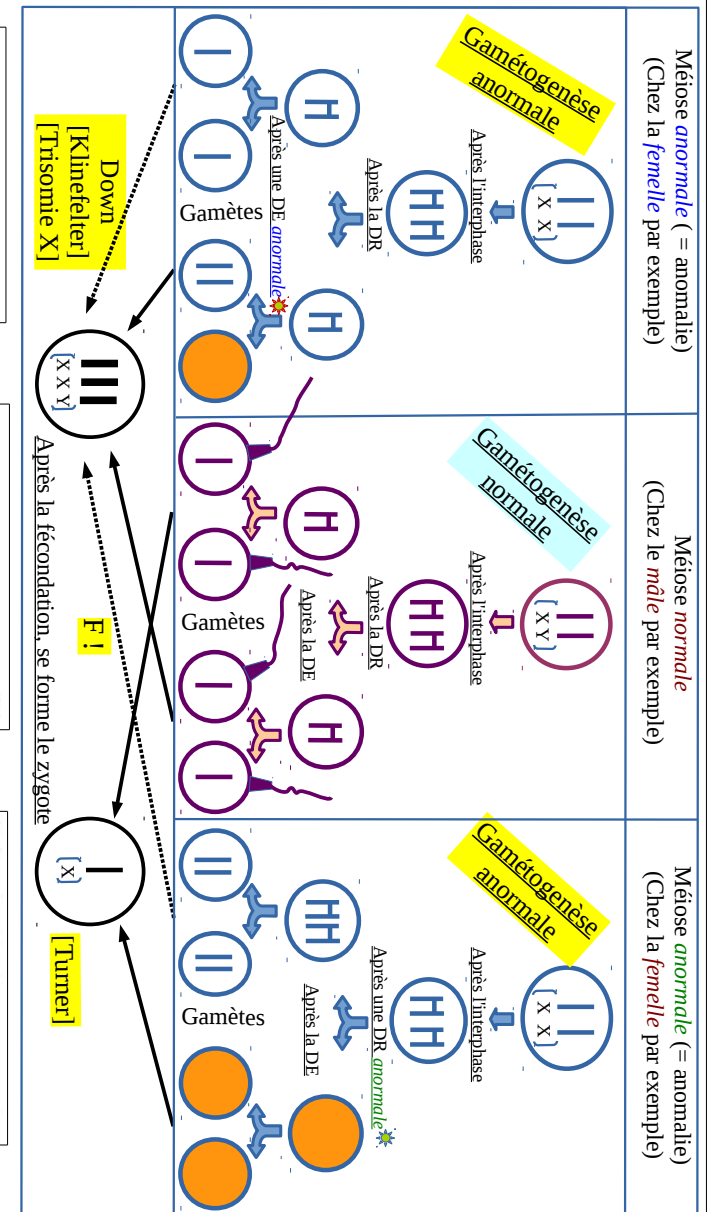 Méiose anormale (= anomalie)
(Chez la femelle par exemple)
Méiose normale
(Chez le mâle par exemple)
Méiose anormale (= anomalie)
(Chez la femelle par exemple)
Gamétogenèse
anormale
X X
Après l'interphase
Après la DR
Après une DE anormale
Gamètes
Gamétogenèse
normale
X Y
Après l'interphase
Après la DR
Après la DE
Gamètes
Gamétogenèse
anormale
X X
Après l'interphase
Après une DR anormale
Après la DE
Gamètes
Down
[Klinefelter]
[Trisomie X]
X X Y
Après la fécondation, se forme le zygote
F !
X
[Turner]